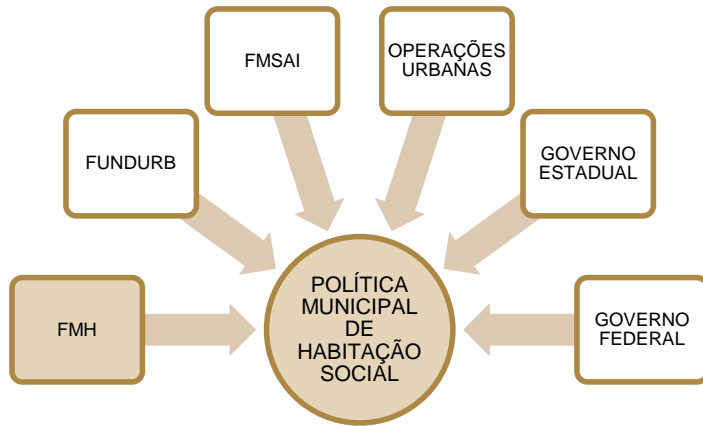 FMSAI
OPERAÇÕES
URBANAS
FUNDURB
GOVERNO
ESTADUAL
FMH
POLÍTICA
MUNICIPAL
DE
HABITAÇÃO
SOCIAL
GOVERNO
FEDERAL